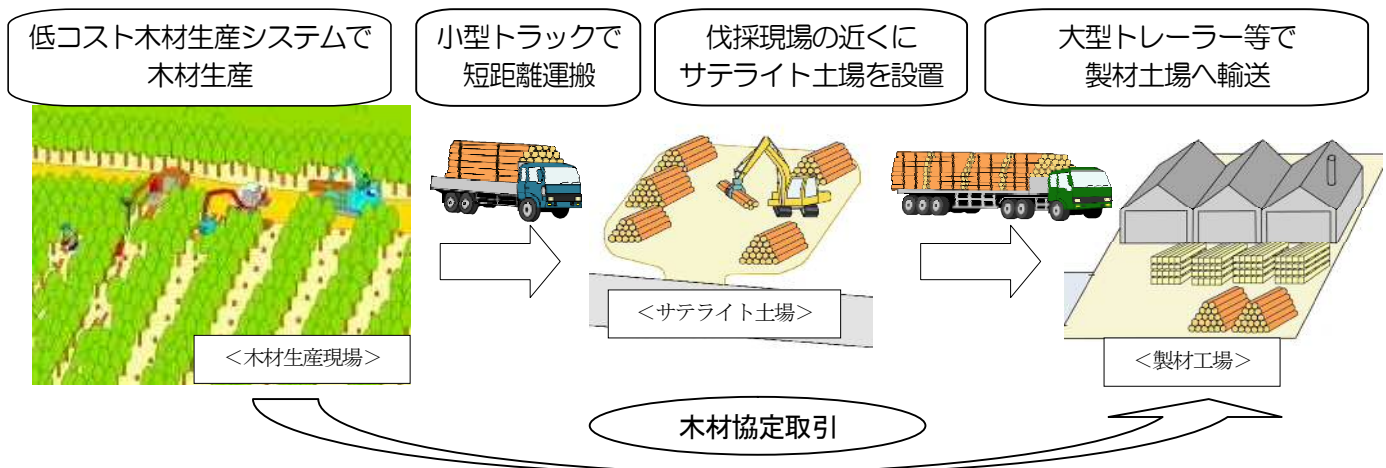 低コスト木材生産システムで
木材生産
小型トラックで
短距離運搬
伐採現場の近くに
サテライト土場を設置
大型トレーラー等で
製材土場へ輸送
＜木材生産現場＞
＜サテライト土場＞
＜製材工場＞
木材協定取引